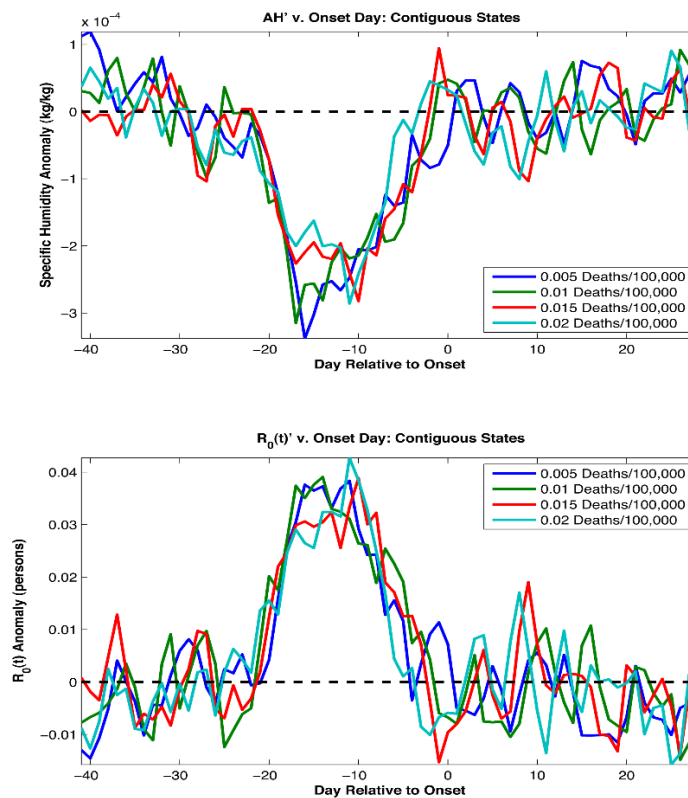 AH' v. Onset Day: Contiguous States
x 10⁻⁴
1
0
−1
−2
−3
Specific Humidity Anomaly (kg/kg)
0.005 Deaths/100,000
0.01 Deaths/100,000
0.015 Deaths/100,000
0.02 Deaths/100,000
−40 −30 −20 −10 0 10 20
Day Relative to Onset
R₀(t)' v. Onset Day: Contiguous States
0.04
0.03
0.02
0.01
0
−0.01
R₀(t) Anomaly (persons)
0.005 Deaths/100,000
0.01 Deaths/100,000
0.015 Deaths/100,000
0.02 Deaths/100,000
−40 −30 −20 −10 0 10 20
Day Relative to Onset